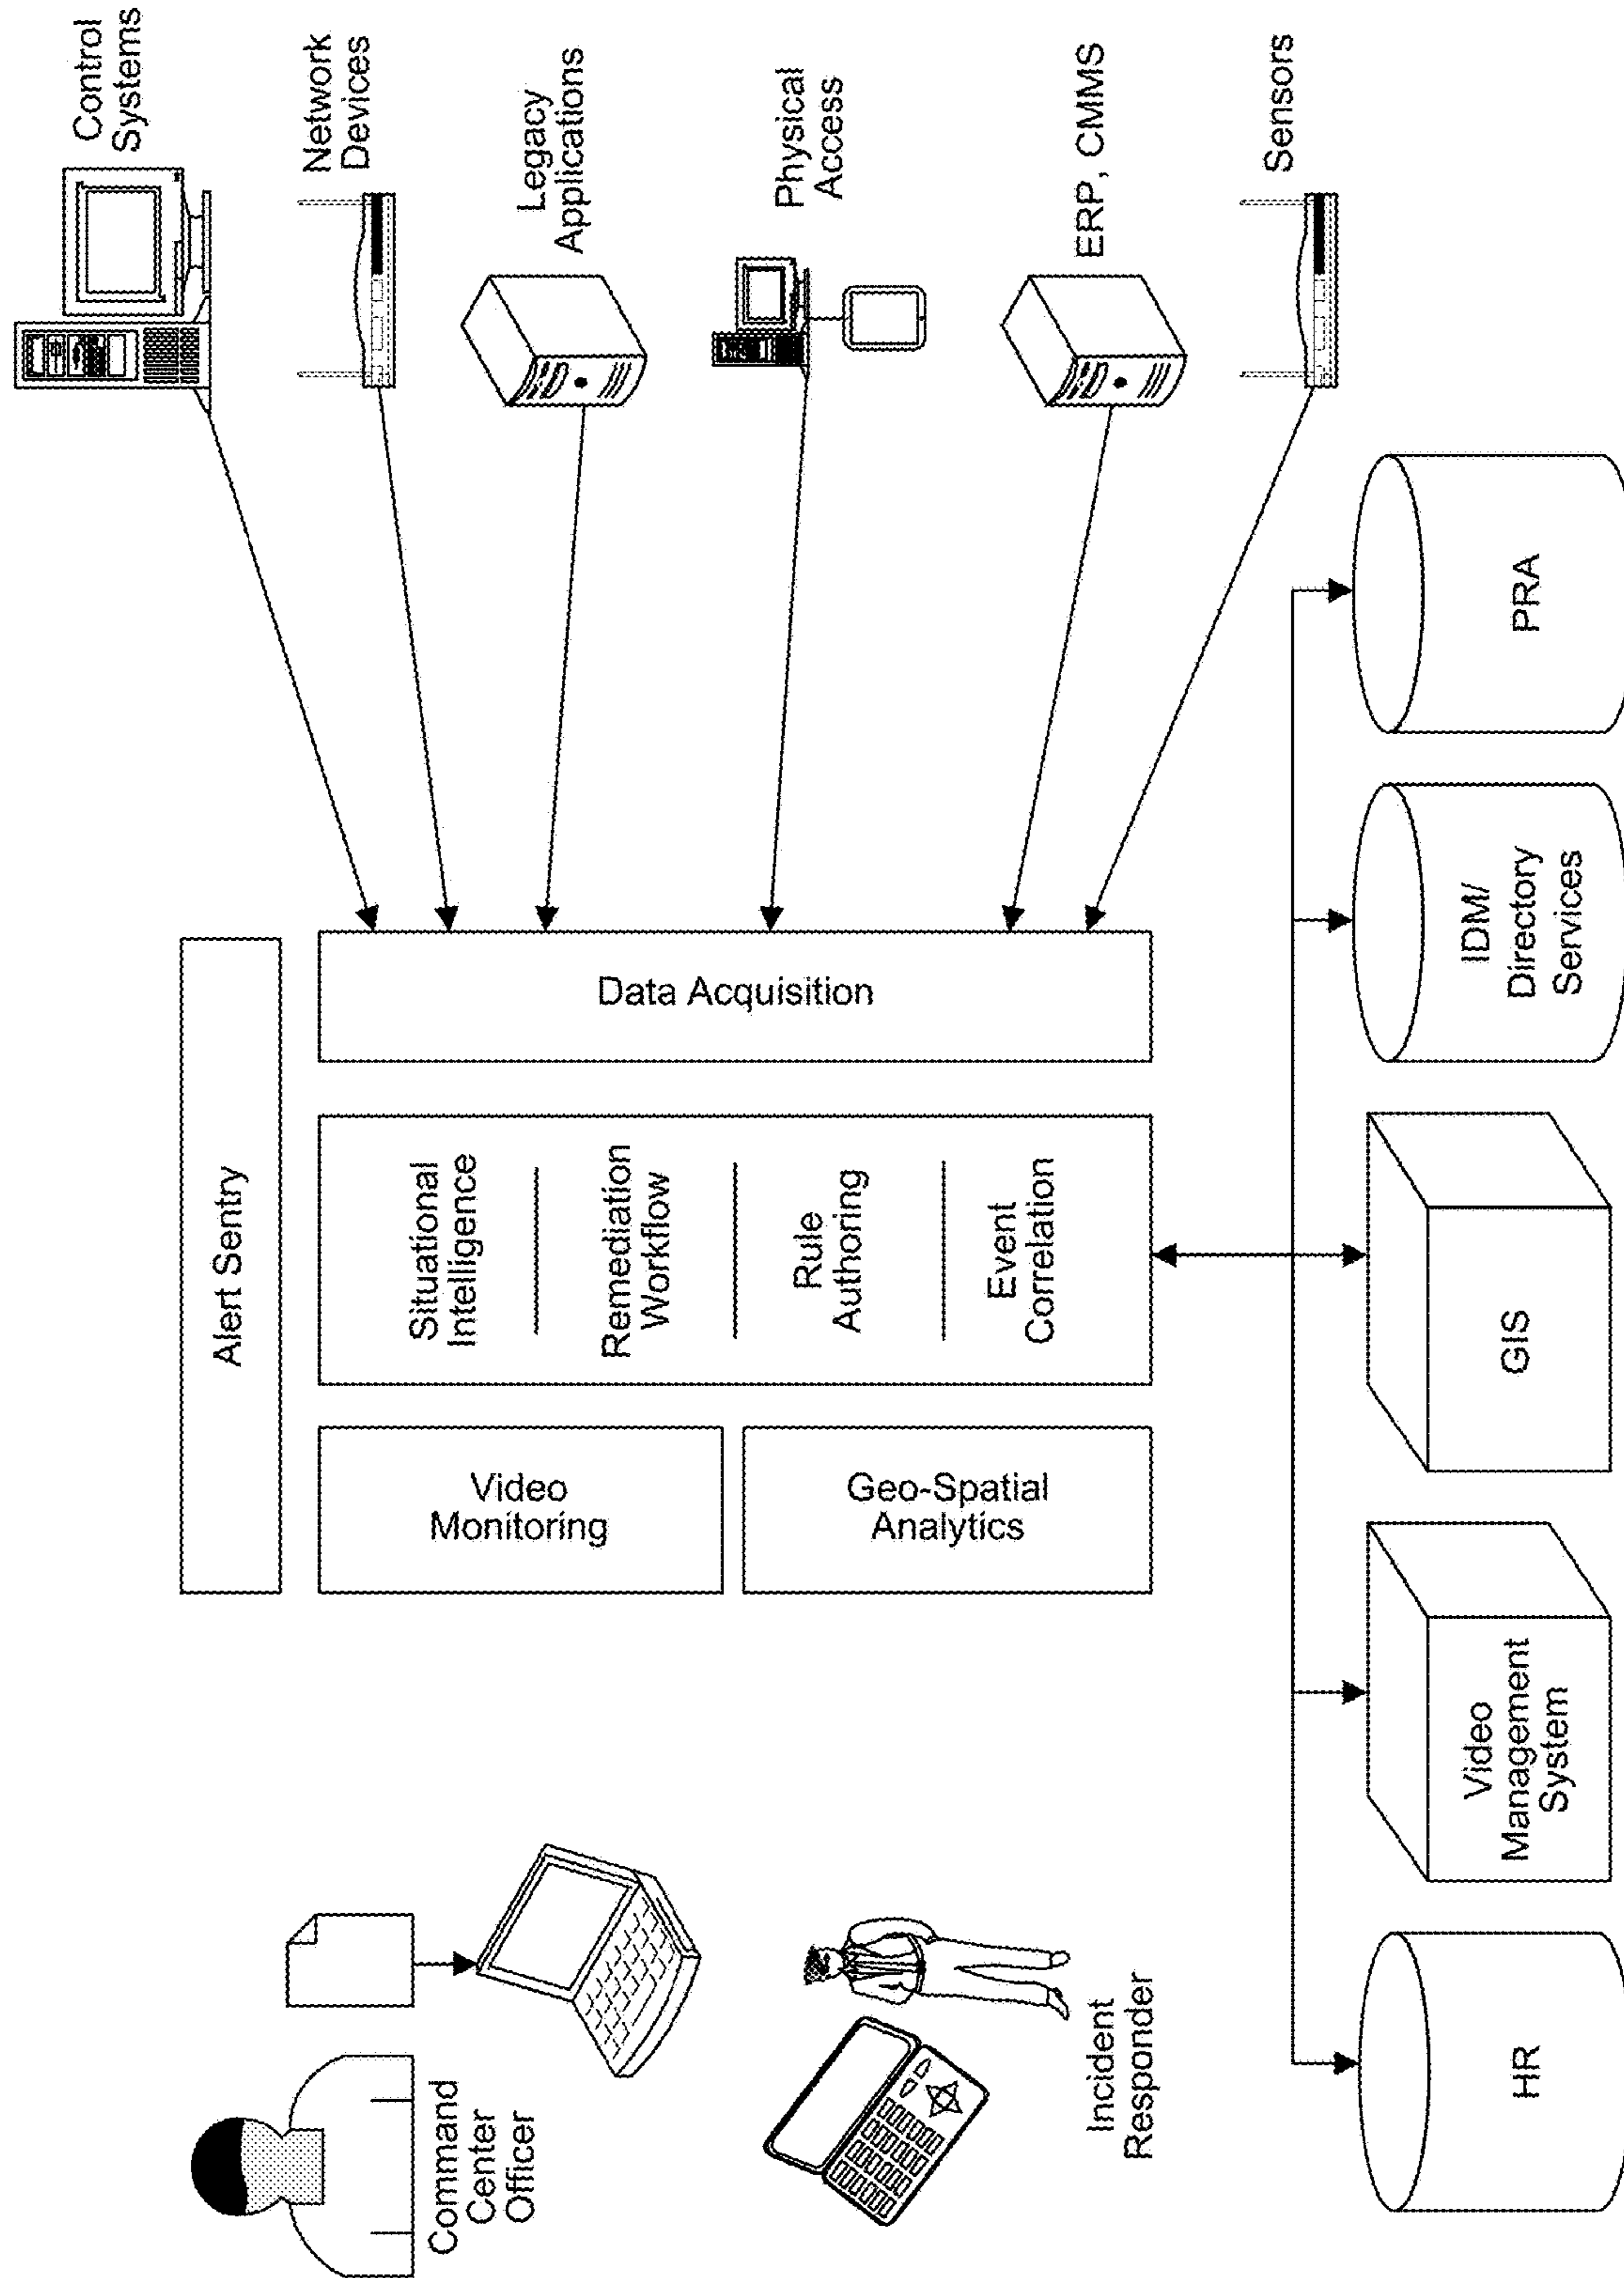 Alert Sentry
Video
Monitoring
Geo-Spatial
Analytics
Situational
Intelligence
Remediation
Workflow
Rule
Authoring
Event
Correlation
Data Acquisition
Control
Systems
Network
Devices
Legacy
Applications
Physical
Access
ERP, CMMS
Sensors
Command
Center
Officer
Incident
Responder
HR
Video
Management
System
GIS
IDM/
Directory
Services
PRA